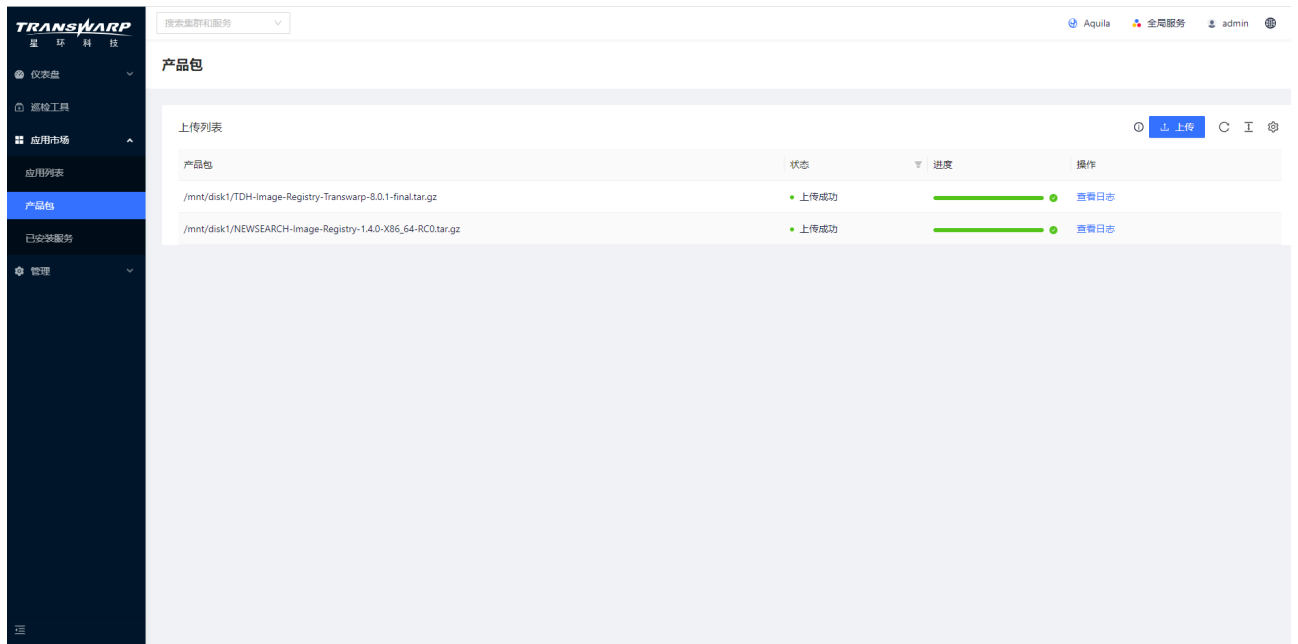 TRANSWARP
星 环 科 技
搜索集群和服务
Aquila
全局服务
admin
仪表盘
巡检工具
应用市场
应用列表
产品包
已安装服务
管理
产品包
上传列表
上传
产品包 状态 进度 操作
/mnt/disk1/TDH-Image-Registry-Transwarp-8.0.1-final.tar.gz 上传成功 查看日志
/mnt/disk1/NEWSEARCH-Image-Registry-1.4.0-X86_64-RC0.tar.gz 上传成功 查看日志